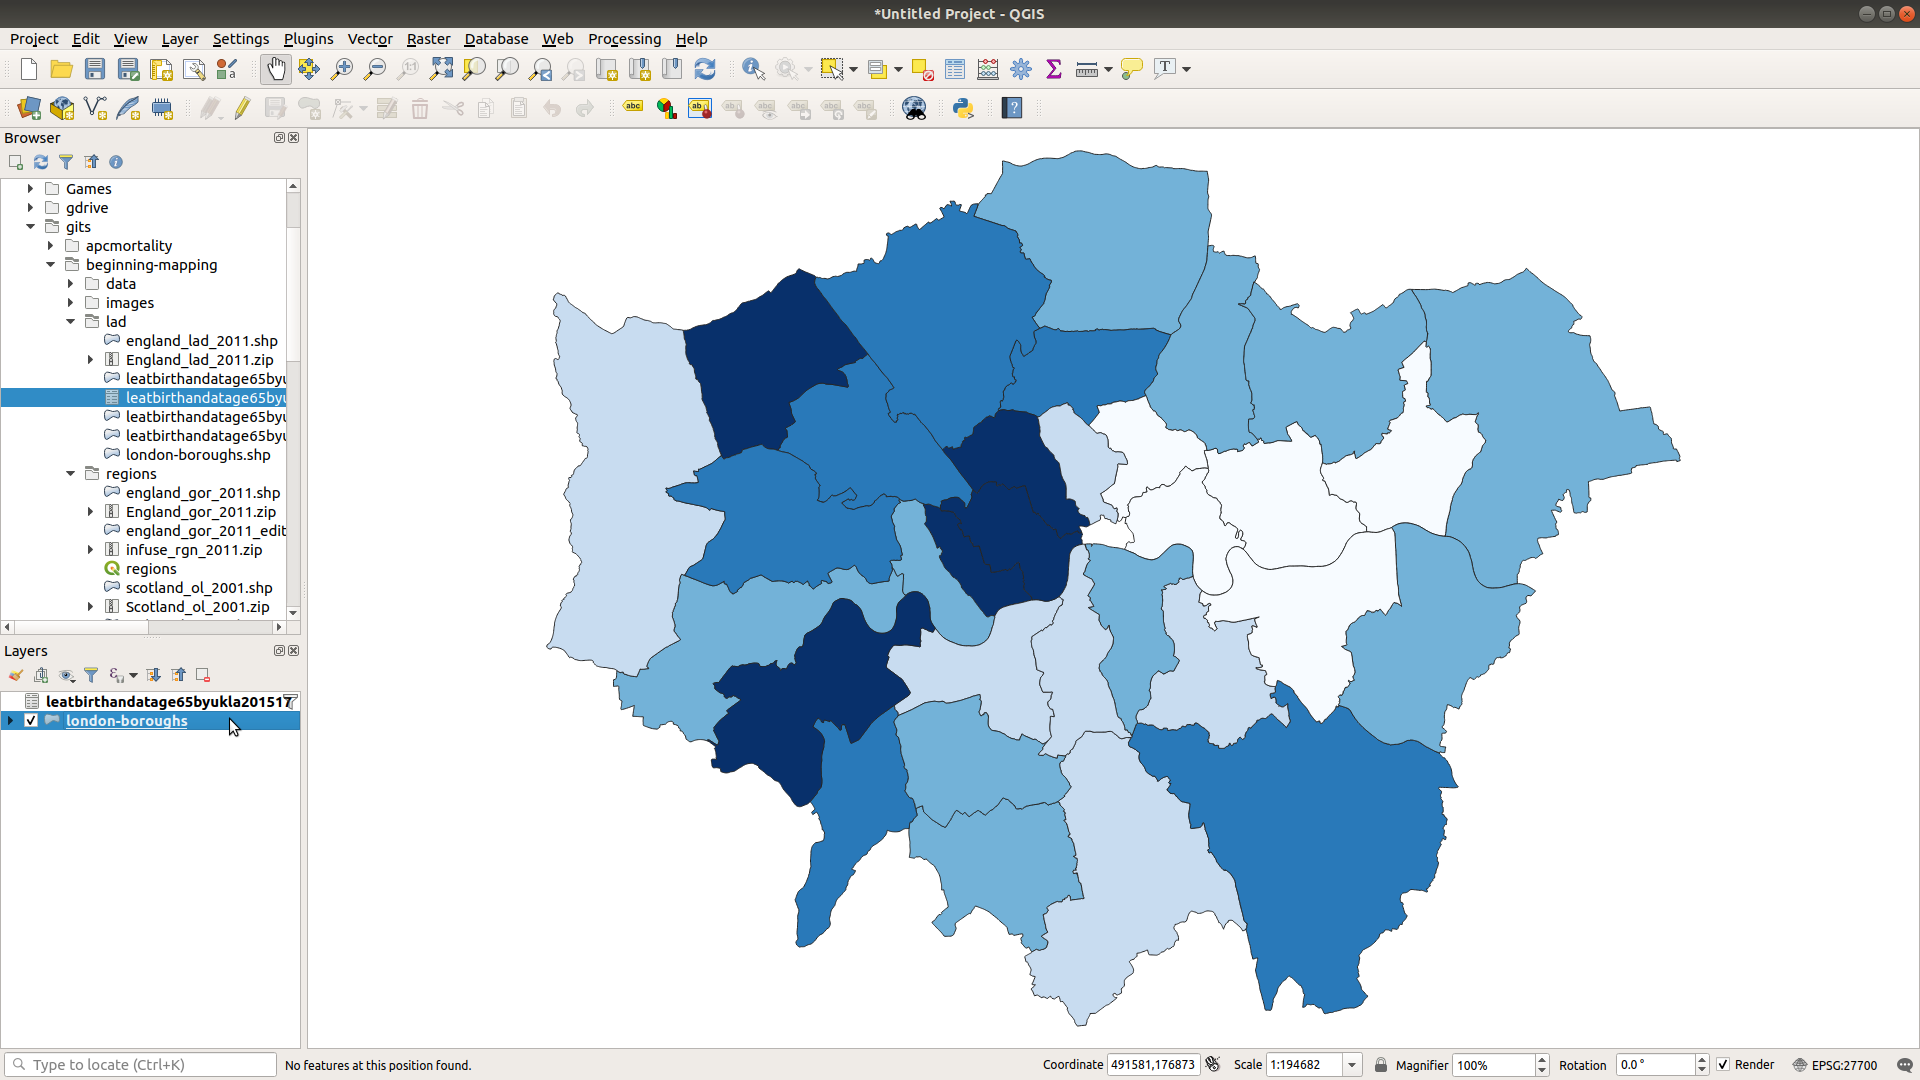 *Untitled Project - QGIS
Project Edit View Layer Settings Plugins Vector Raster Database Web Processing Help
Browser
Games
gdrive
gits
apcmortality
beginning-mapping
data
images
lad
england_lad_2011.shp
England_lad_2011.zip
leatbirthandatage65byu
leatbirthandatage65byu
leatbirthandatage65byu
leatbirthandatage65byu
london-boroughs.shp
regions
england_gor_2011.shp
England_gor_2011.zip
england_gor_2011_edit
infuse_rgn_2011.zip
regions
scotland_ol_2001.shp
Scotland_ol_2001.zip
Layers
leatbirthandatage65byukla201517
london-boroughs
Type to locate (Ctrl+K) No features at this position found. Coordinate 491581,176873 Scale 1:194682 Magnifier 100% Rotation 0.0 ° Render EPSG:27700